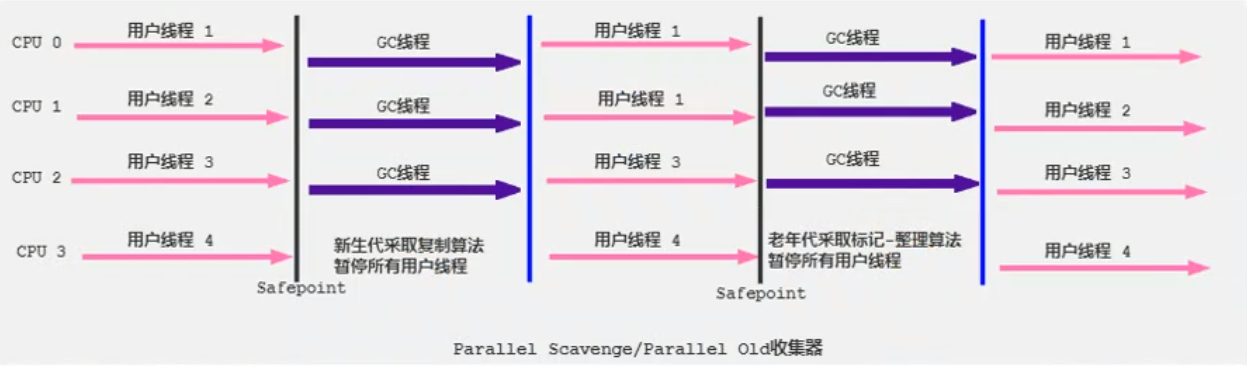 CPU 0
用户线程 1
GC线程
用户线程 1
GC线程
用户线程 1
CPU 1
用户线程 2
GC线程
用户线程 1
GC线程
用户线程 2
CPU 2
用户线程 3
GC线程
用户线程 3
GC线程
用户线程 3
CPU 3
用户线程 4
新生代采取复制算法
暂停所有用户线程
用户线程 4
老年代采取标记-整理算法
暂停所有用户线程
用户线程 4
Safepoint
Safepoint
Parallel Scavenge/Parallel Old收集器